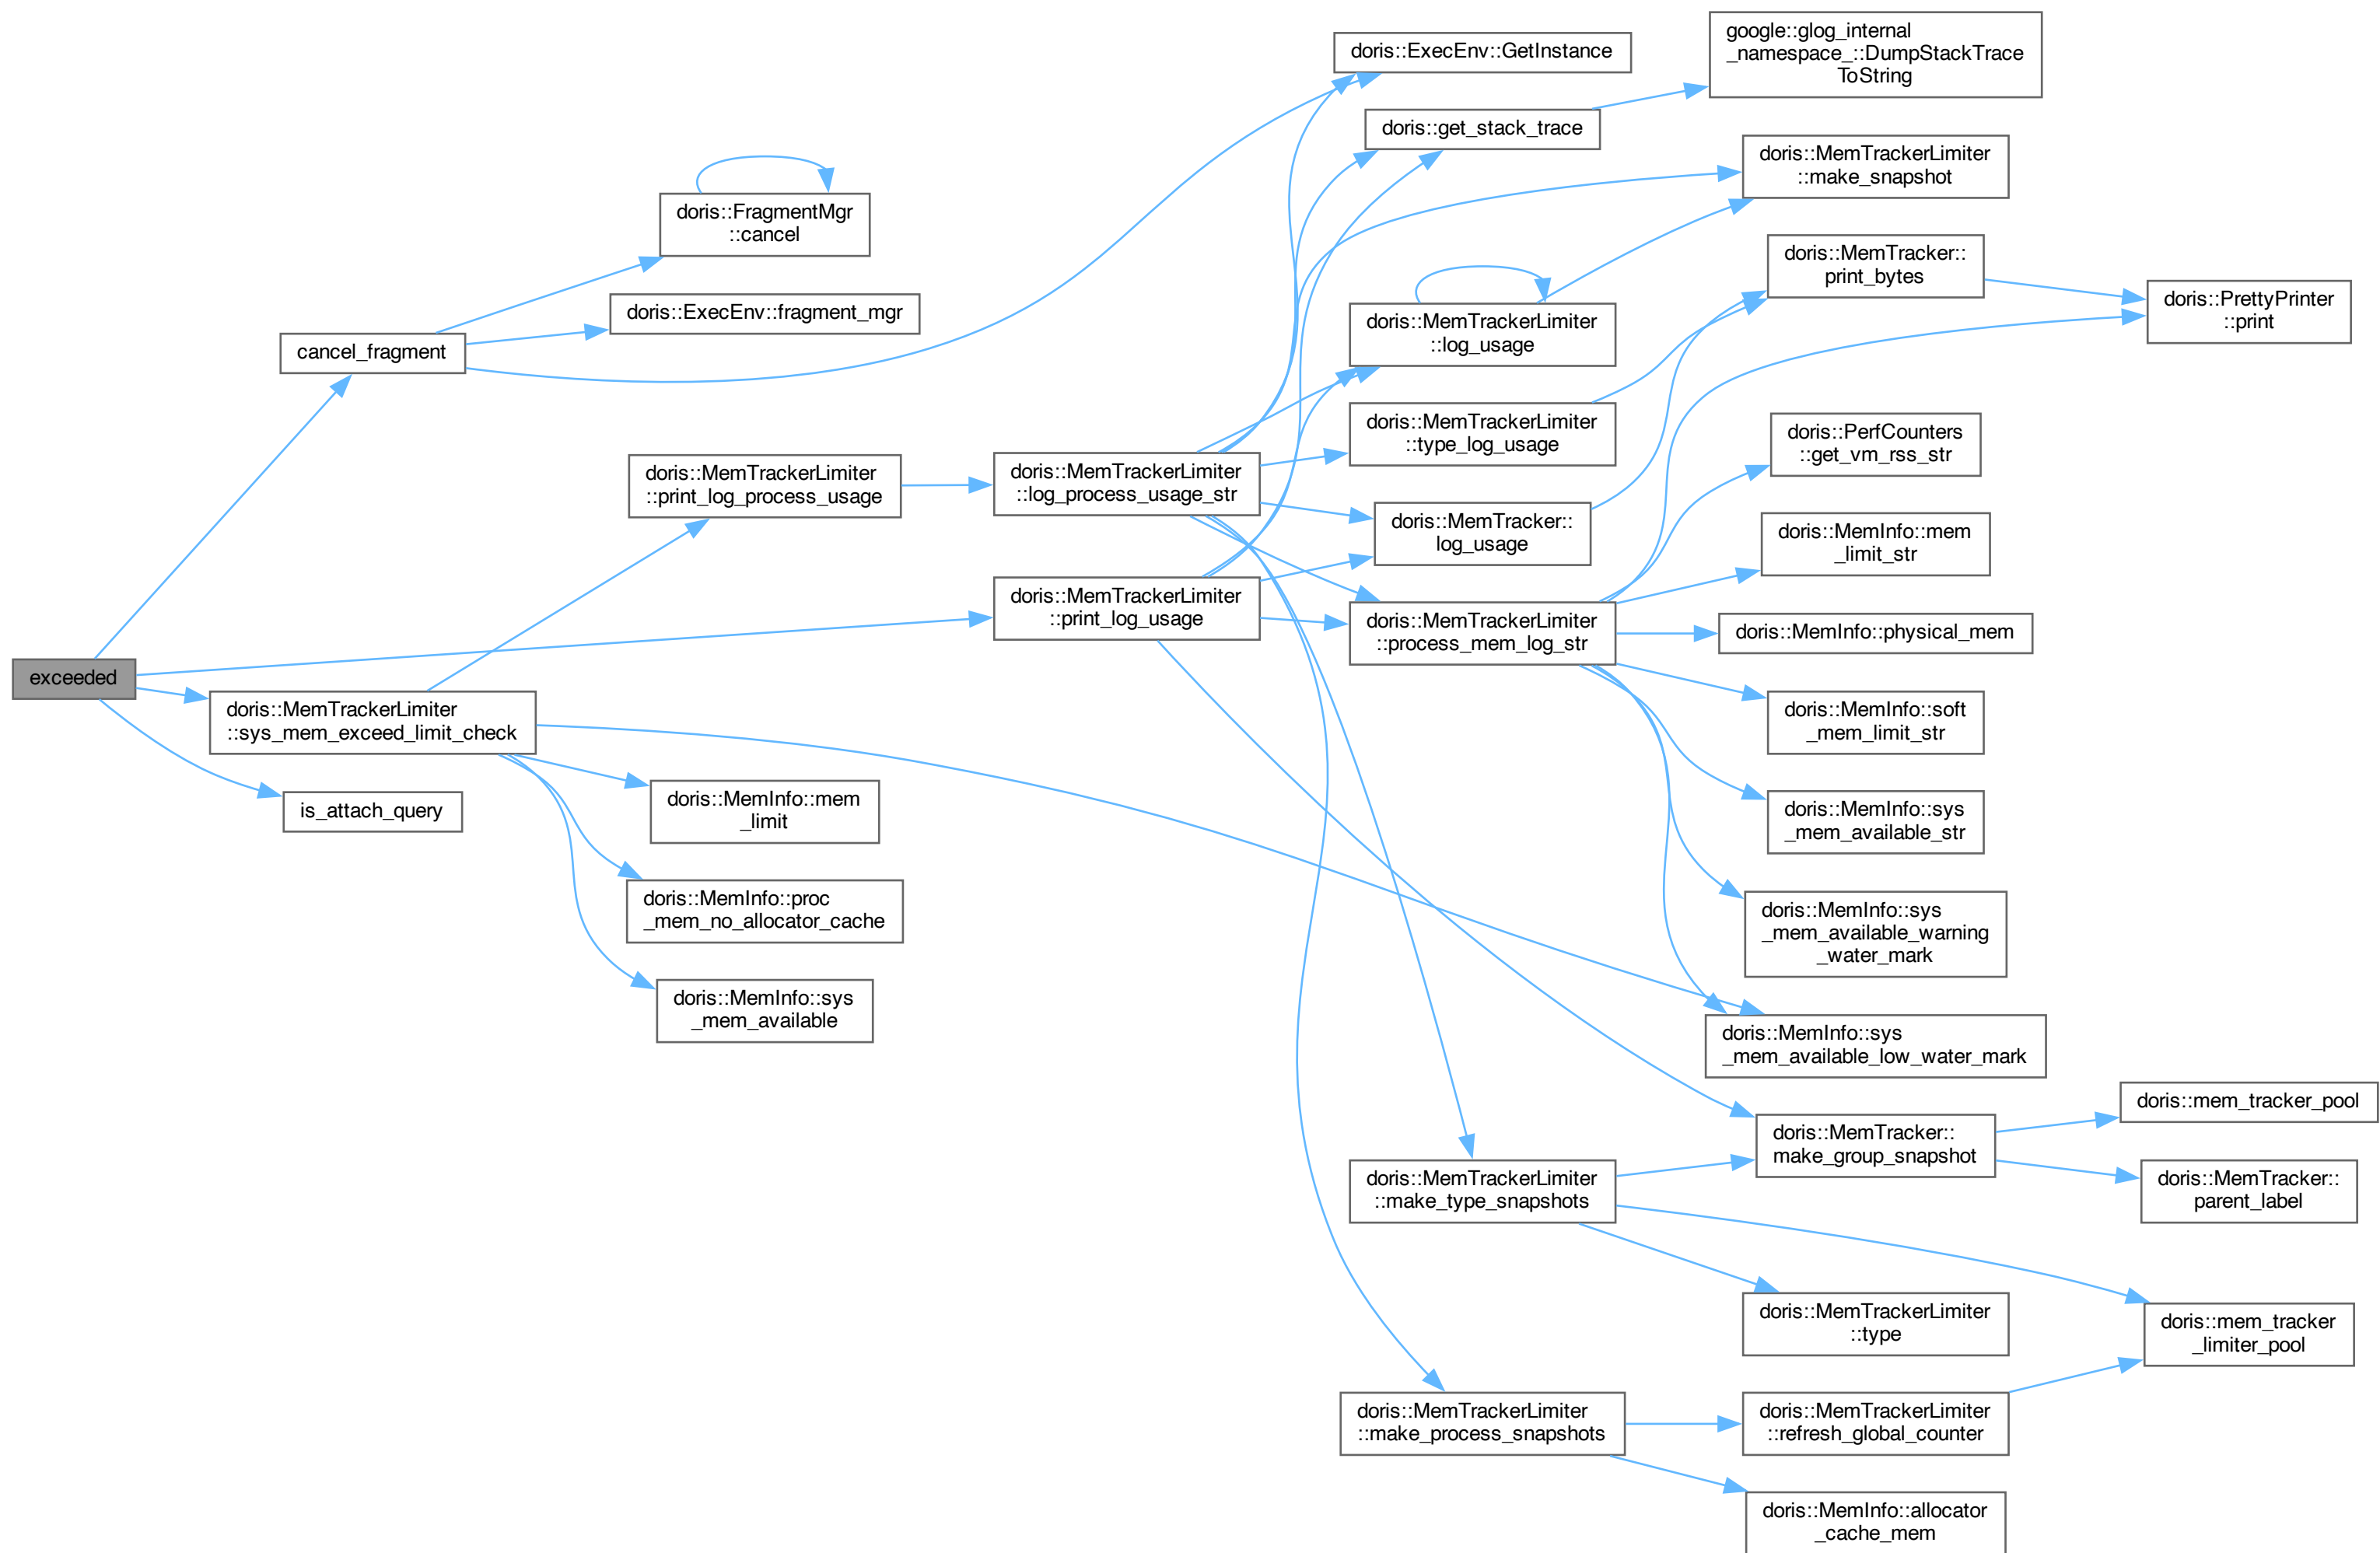 exceeded
cancel_fragment
doris::FragmentMgr
::cancel
doris::ExecEnv::fragment_mgr
doris::ExecEnv::GetInstance
doris::MemTrackerLimiter
::sys_mem_exceed_limit_check
is_attach_query
doris::MemTrackerLimiter
::print_log_process_usage
doris::MemInfo::mem
_limit
doris::MemInfo::proc
_mem_no_allocator_cache
doris::MemInfo::sys
_mem_available
doris::MemTrackerLimiter
::log_process_usage_str
doris::MemTrackerLimiter
::print_log_usage
doris::get_stack_trace
google::glog_internal
_namespace_::DumpStackTrace
ToString
doris::MemTrackerLimiter
::make_snapshot
doris::MemTrackerLimiter
::log_usage
doris::MemTrackerLimiter
::type_log_usage
doris::MemTracker::
log_usage
doris::MemTracker::
print_bytes
doris::PrettyPrinter
::print
doris::MemTrackerLimiter
::process_mem_log_str
doris::PerfCounters
::get_vm_rss_str
doris::MemInfo::mem
_limit_str
doris::MemInfo::physical_mem
doris::MemInfo::soft
_mem_limit_str
doris::MemInfo::sys
_mem_available_str
doris::MemInfo::sys
_mem_available_warning
_water_mark
doris::MemInfo::sys
_mem_available_low_water_mark
doris::MemTrackerLimiter
::make_type_snapshots
doris::MemTracker::
make_group_snapshot
doris::mem_tracker_pool
doris::MemTracker::
parent_label
doris::MemTrackerLimiter
::type
doris::mem_tracker
_limiter_pool
doris::MemTrackerLimiter
::make_process_snapshots
doris::MemTrackerLimiter
::refresh_global_counter
doris::MemInfo::allocator
_cache_mem